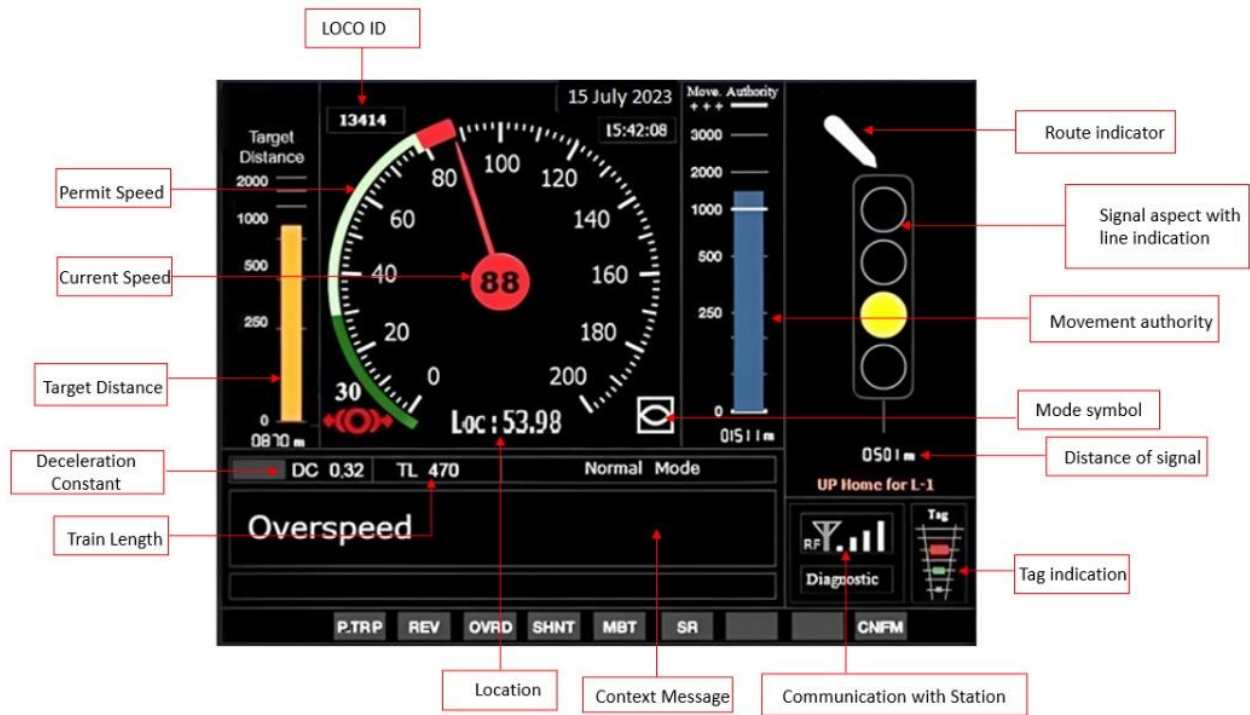 LOCO ID
15 July 2023
Move. Authority
+++
13414
15:42:08
Target
Distance
2000
1000
500
250
0
0870 m
Permit Speed
Current Speed
Target Distance
0
20
40
60
80
100
120
140
160
180
200
88
30
Loc:53.98
3000
2000
1000
500
250
0
01511m
Route indicator
Signal aspect with
line indication
Movement authority
Mode symbol
0501m
Distance of signal
UP Home for L-1
Deceleration
Constant
DC 0.32
TL 470
Normal Mode
Train Length
Overspeed
RF
Diagnostic
Tag
Tag indication
P.TRP
REV
OVRD
SHNT
MBT
SR
CNFM
Location
Context Message
Communication with Station